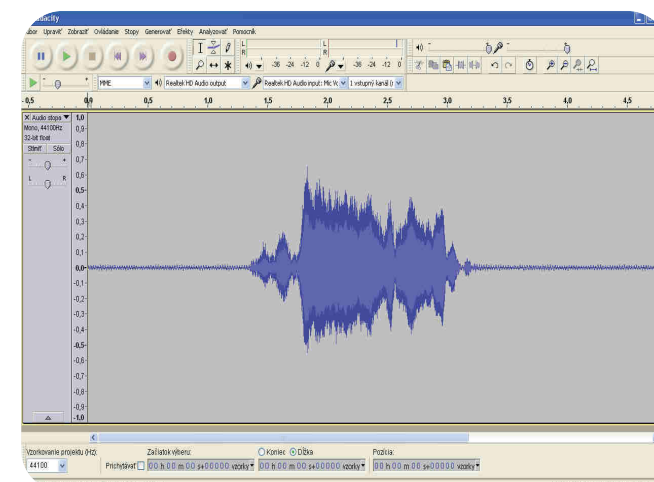 udacity
úbor Upraviť Zobraziť Ovládanie Stopy Generovať Efekty Analyzovať Pomocník
L
R
-36 -24 -12 0
L
R
-36 -24 -12 0
MME Realtek HD Audio output Realtek HD Audio input: Mic Vo 1 vstupný kanál ()
-0,5 0,0 0,5 1,0 1,5 2,0 2,5 3,0 3,5 4,0 4,5
X Audio stopa
Mono, 44100Hz
32-bit float
Stlmiť Sólo
- +
L R
1,0
0,9
0,8
0,7
0,6
0,5
0,4
0,3
0,2
0,1
0,0
-0,1
-0,2
-0,3
-0,4
-0,5
-0,6
-0,7
-0,8
-0,9
-1,0
Vzorkovanie projektu (Hz): Začiatok výberu: Koniec Dĺžka Pozícia:
44100 Prichytávať 00 h 00 m 00 s+00000 vzorky 00 h 00 m 00 s+00000 vzorky 00 h 00 m 00 s+00000 vzorky